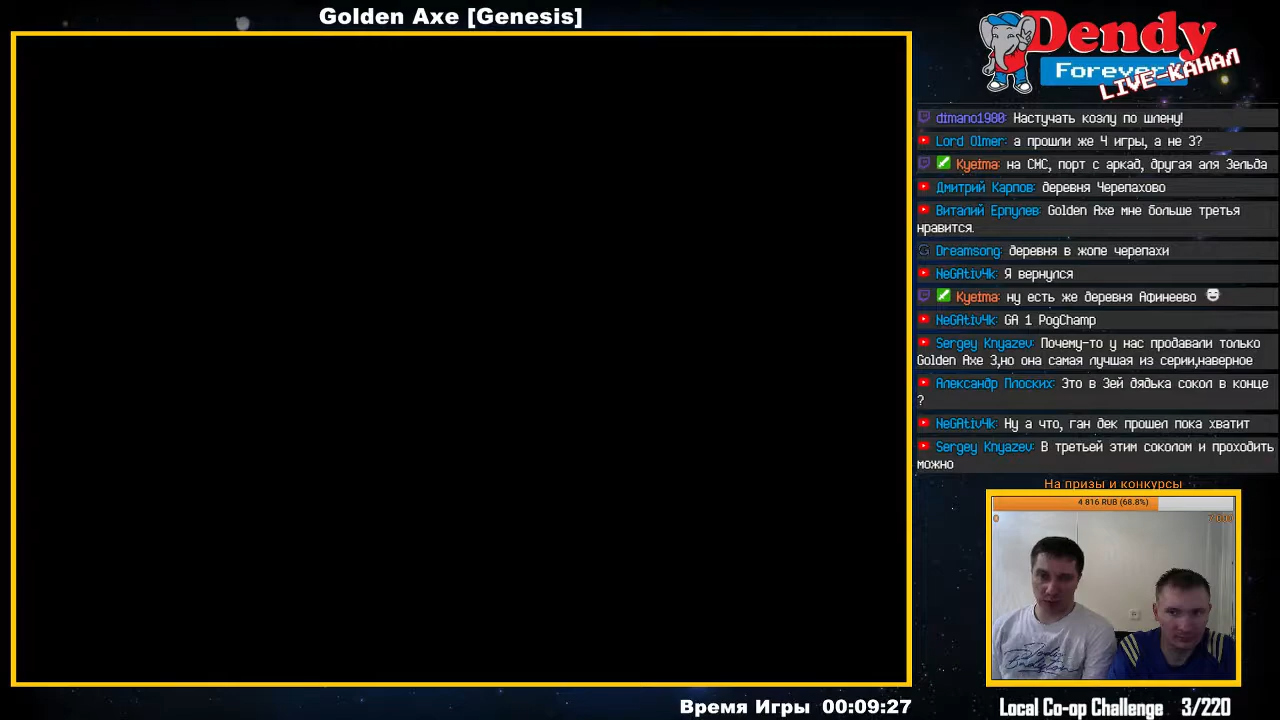 Golden Axe [Genesis]
Dendy
Forever!
LIVE-КАНАЛ
dimano1980: Настучать козлу по шлену!
Lord Olmer: а прошли же 4 игры, а не 3?
Kyeima: на СМС, порт с аркад, другая аля Зельда
Дмитрий Карпов: деревня Черепахово
Виталий Ерпулев: Golden Axe мне больше третья
нравится.
Dreamsong: деревня в жопе черепахи
NeGAtiv4k: Я вернулся
Kyeima: ну есть же деревня Афинеево
NeGAtiv4k: GA 1 PogChamp
Sergey Knyazev: Почему-то у нас продавали только
Golden Axe 3,но она самая лучшая из серии,наверное
Александр Плоских: Это в 3ей дядька сокол в конце
?
NeGAtiv4k: Ну а что, ган дек прошел пока хватит
Sergey Knyazev: В третьей этим соколом и проходить
можно
На призы и конкурсы
4 816 RUB (68.8%)
0 7 000
Время Игры 00:09:27
Local Co-op Challenge 3/220